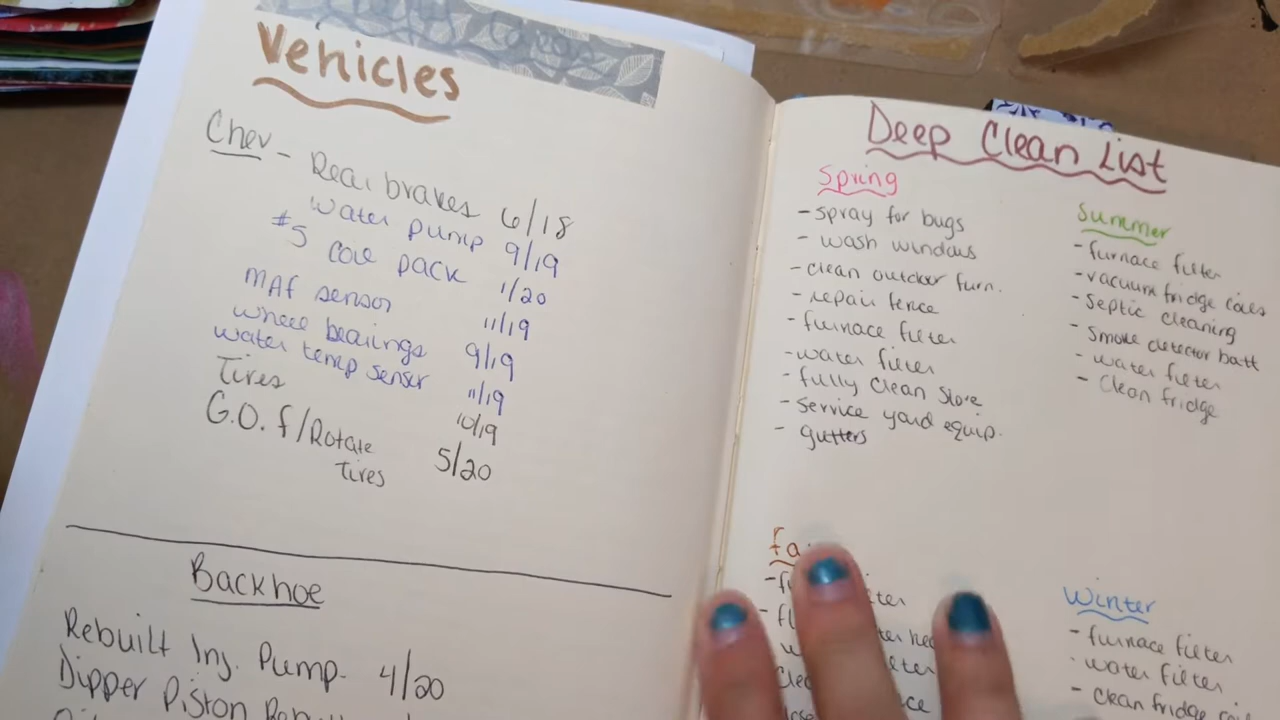 Vehicles
Chev - Rear brakes 6/18
water pump 9/19
#5 coil pack 1/20
MAF sensor 11/19
wheel bearings 9/19
water temp sensor 11/19
Tires 10/19
G.O.F/Rotate Tires 5/20
Backhoe
Rebuilt Inj. Pump 4/20
Dipper Piston
Deep Clean List
Spring
- spray for bugs
- wash windows
- clean outdoor furn.
- repair fence
- furnace filter
- water filter
- fully clean stove
- service yard equip.
- gutters
Summer
- furnace filter
- vacuum fridge coils
- septic cleaning
- smoke detector batt
- water filter
- clean fridge
Winter
- furnace filter
- water filter
- clean fridge